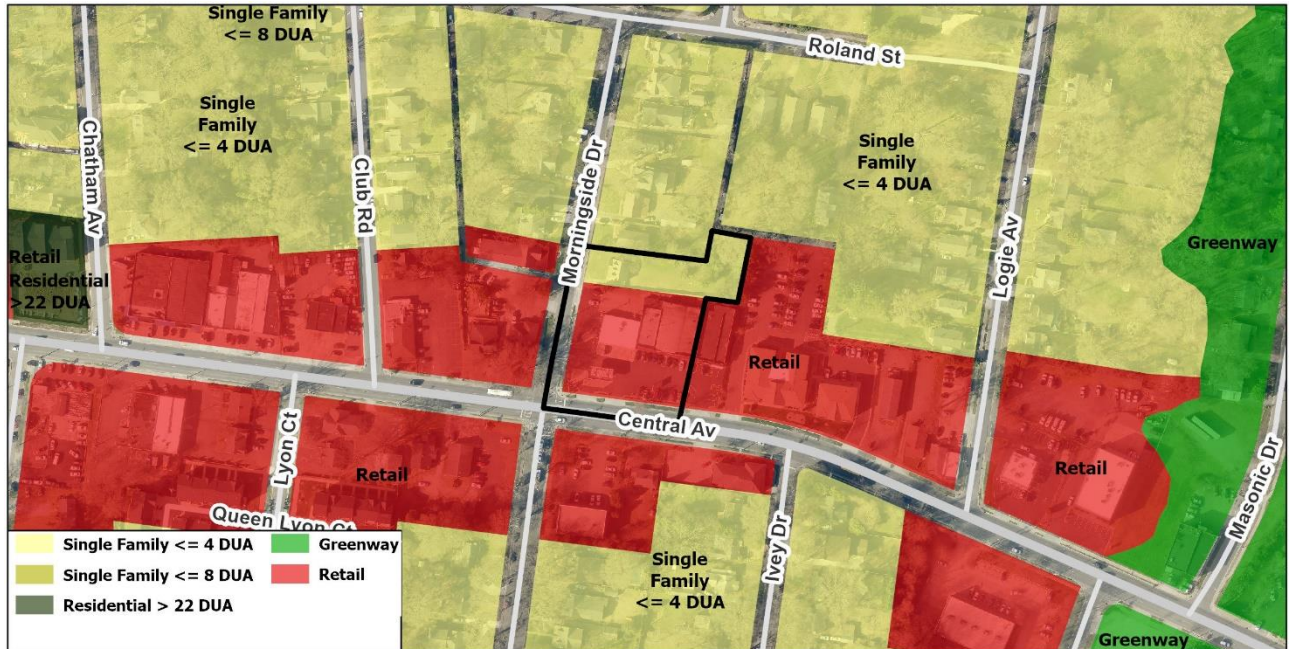 Single Family
<= 8 DUA
Roland St
Single
Family
<= 4 DUA
Chatham Av
Club Rd
Morningside Dr
Single
Family
<= 4 DUA
Logie Av
Greenway
Retail
Residential
>22 DUA
Retail
Central Av
Lyon Ct
Retail
Retail
Queen Lyon Ct
Ivey Dr
Masonic Dr
Single
Family
<= 4 DUA
Greenway
Single Family <= 4 DUA
Greenway
Single Family <= 8 DUA
Retail
Residential > 22 DUA